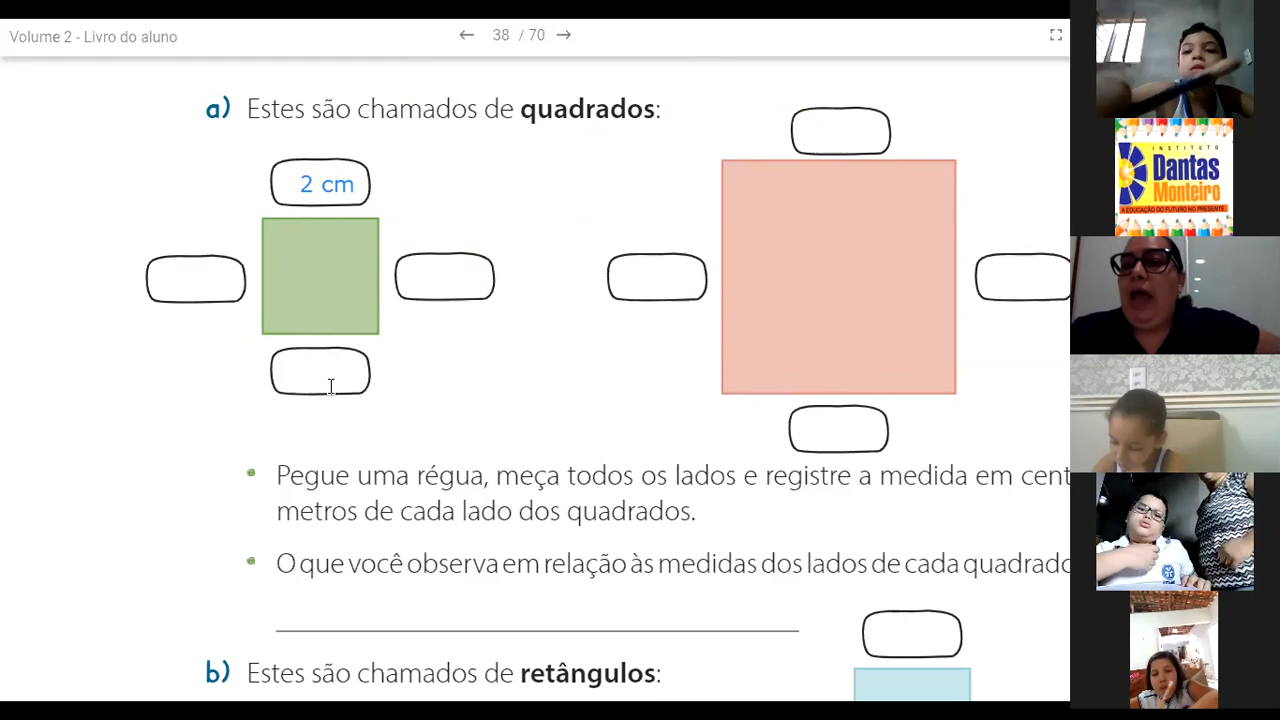 Volume 2 - Livro do aluno
38 / 70
a) Estes são chamados de quadrados:
2 cm
Pegue uma régua, meça todos os lados e registre a medida em cent
metros de cada lado dos quadrados.
O que você observa em relação às medidas dos lados de cada quadrado
b) Estes são chamados de retângulos:
INSTITUTO
Dantas
Monteiro
A EDUCAÇÃO DO FUTURO NO PRESENTE